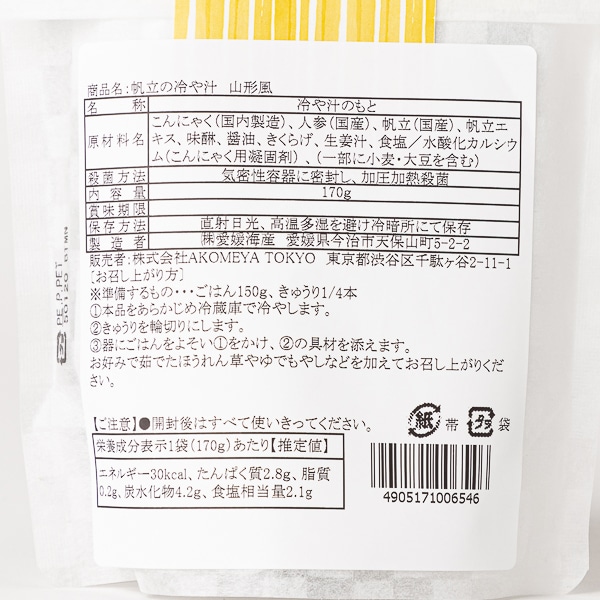 商品名:帆立の冷や汁 山形風
名称 冷や汁のもと
原材料名 こんにゃく(国内製造)、人参(国産)、帆立(国産)、帆立エ
キス、味醂、醤油、きくらげ、生姜汁、食塩／水酸化カルシウ
ム(こんにゃく用凝固剤)、(一部に小麦・大豆を含む)
殺菌方法 気密性容器に密封し、加圧加熱殺菌
内容量 170g
賞味期限
保存方法 直射日光、高温多湿を避け冷暗所にて保存
製造者 ㈱愛媛海産 愛媛県今治市天保山町5-2-2
販売者:株式会社AKOMEYA TOKYO 東京都渋谷区千駄ヶ谷2-11-1
[お召し上がり方]
※準備するもの・・・ごはん150g、きゅうり1/4本
①本品をあらかじめ冷蔵庫で冷やします。
②きゅうりを輪切りにします。
③器にごはんをよそい①をかけ、②の具材を添えます。
お好みで茹でたほうれん草やゆでもやしなどを加えてお召し上がりくだ
さい。
【ご注意】●開封後はすべて使いきってください。
紙 帯 プラ 袋
栄養成分表示1袋(170g)あたり【推定値】
エネルギー30kcal、たんぱく質2.8g、脂質
0.2g、炭水化物4.2g、食塩相当量2.1g
4905171006546
PE,P,PET